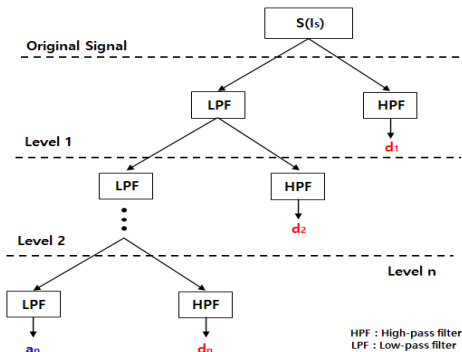 S(Is)
Original Signal
LPF
HPF
Level 1
d1
LPF
HPF
Level 2
d2
Level n
LPF
HPF
an
dn
HPF : High-pass filter
LPF : Low-pass filter